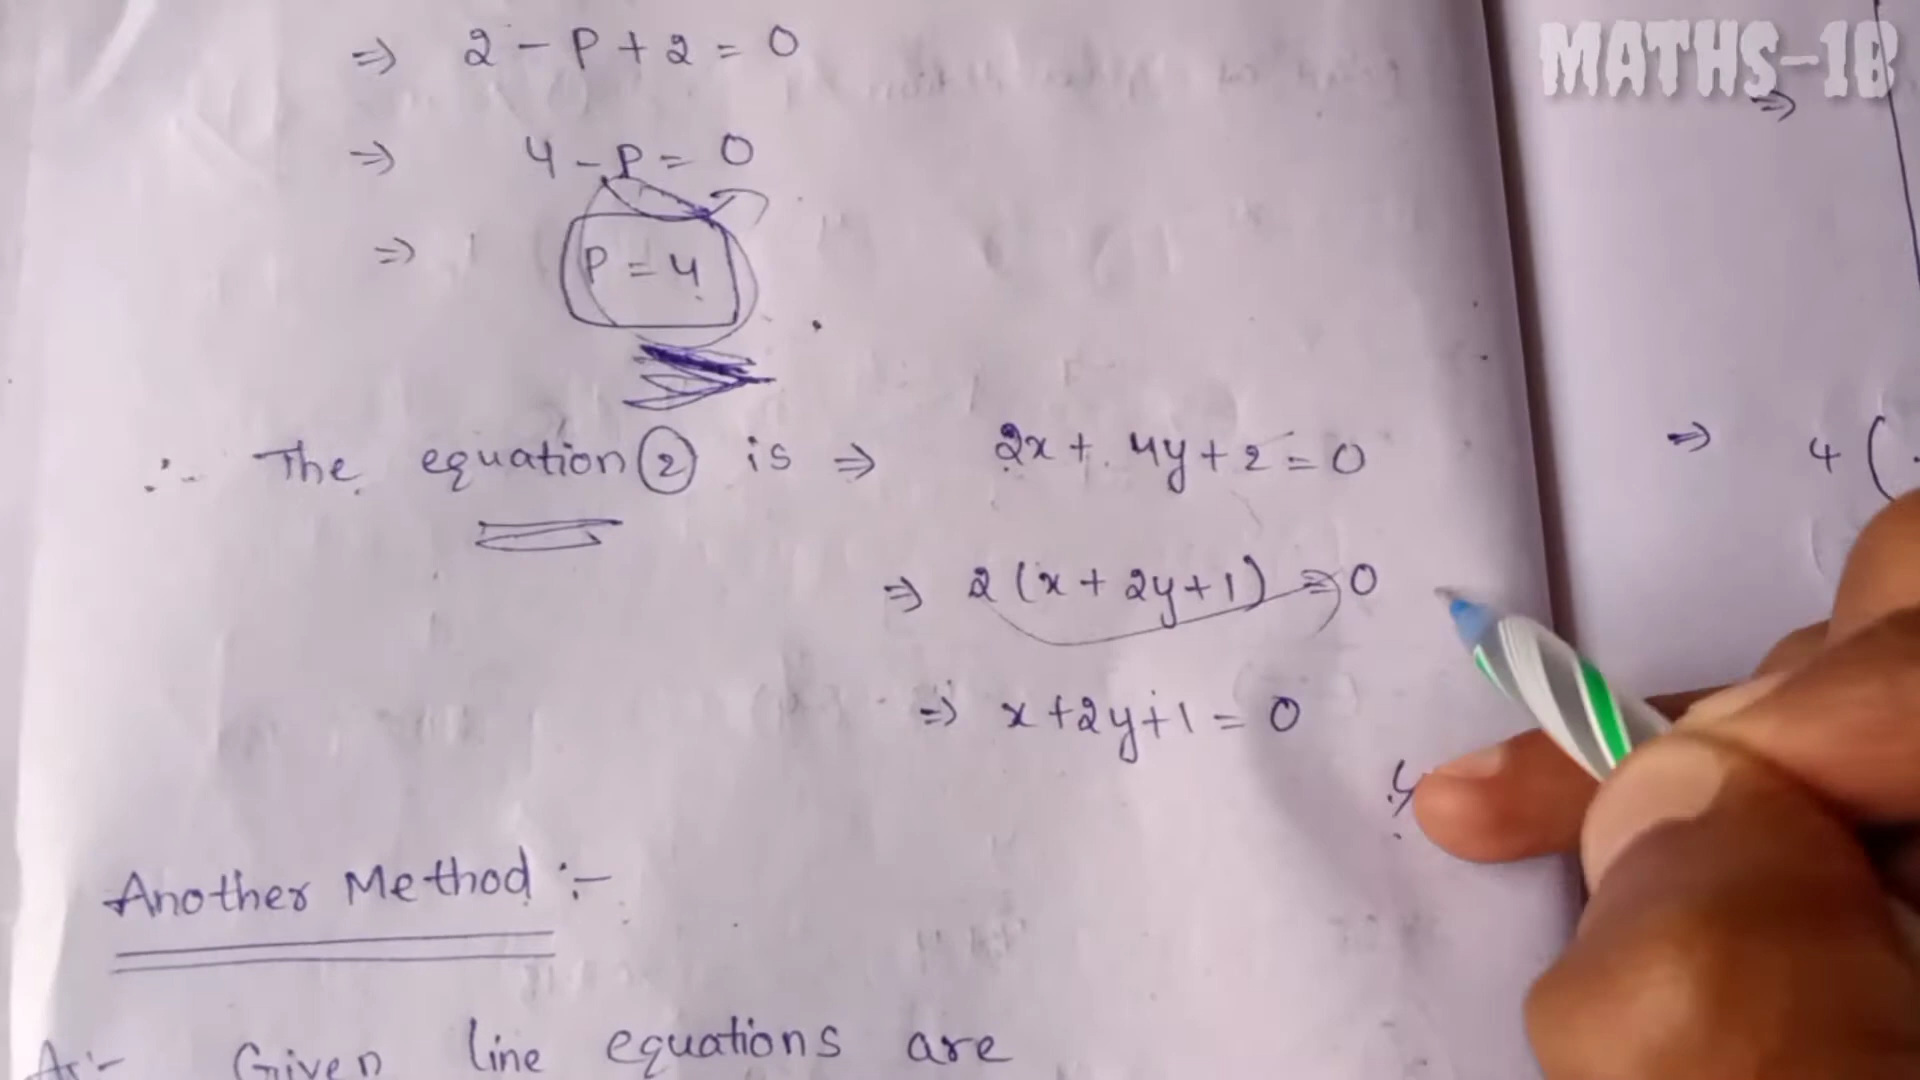 MATHS-1B
⇒ 2 - P + 2 = 0
⇒ 4 - P = 0
⇒ P = 4
∴ The equation ② is ⇒ 2x + 4y + 2 = 0
⇒ 2 (x + 2y + 1) = 0
⇒ x + 2y + 1 = 0
Another Method :-
Given line equations are
⇒
⇒ 4 (